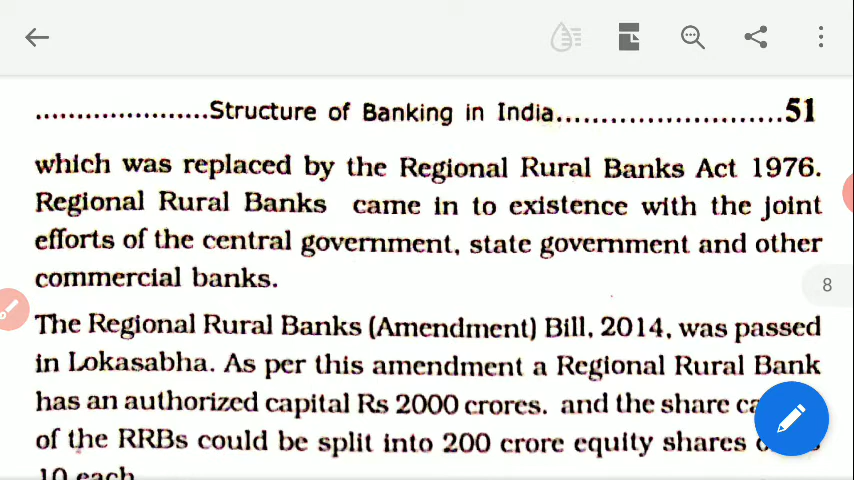 .....................Structure of Banking in India.........................51
which was replaced by the Regional Rural Banks Act 1976.
Regional Rural Banks came in to existence with the joint
efforts of the central government, state government and other
commercial banks.
8
The Regional Rural Banks (Amendment) Bill, 2014, was passed
in Lokasabha. As per this amendment a Regional Rural Bank
has an authorized capital Rs 2000 crores. and the share
of the RRBs could be split into 200 crore equity shares
10 each